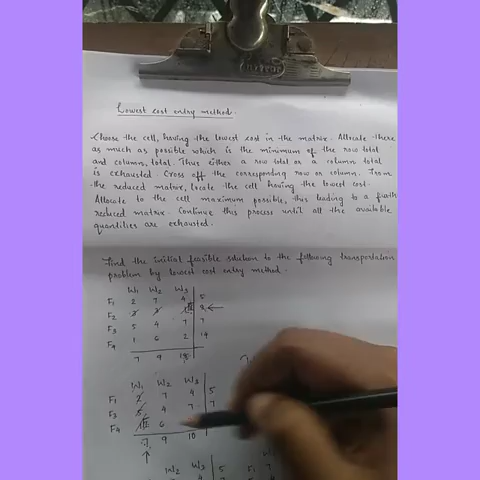 Lowest cost entry method.
Choose the cell, having the lowest cost in the matrix. Allocate there
as much as possible which is the minimum of the row total
and column, total. Thus either a row total or a column total
is exhausted. Cross off the corresponding row or column. From
the reduced matrix, locate the cell having the lowest cost.
Allocate to the cell maximum possible, thus leading to a further
reduced matrix. Continue this process until all the available
quantities are exhausted.
Find the initial feasible solution to the following transportation
problem by lowest cost entry method.
W1 W2 W3
F1 2 7 4 5
F2 3 3 8
F3 5 4 7 7
F4 1 6 2 14
7 9 18
W1 W2 W3
F1 2 7 4 5
F3 5 4 7 7
F4 6
7 9 10
W2 W3 5 F1 7